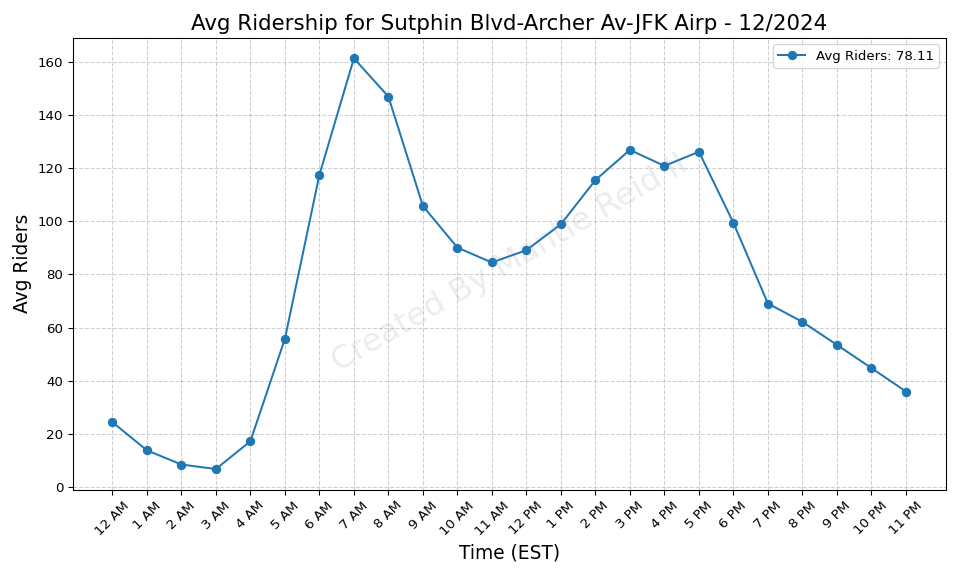 Avg Ridership for Sutphin Blvd-Archer Av-JFK Airp - 12/2024
Avg Riders: 78.11
160
140
120
100
80
60
40
20
0
Avg Riders
12 AM
1 AM
2 AM
3 AM
4 AM
5 AM
6 AM
7 AM
8 AM
9 AM
10 AM
11 AM
12 PM
1 PM
2 PM
3 PM
4 PM
5 PM
6 PM
7 PM
8 PM
9 PM
10 PM
11 PM
Time (EST)
Created By Mantie Reid II